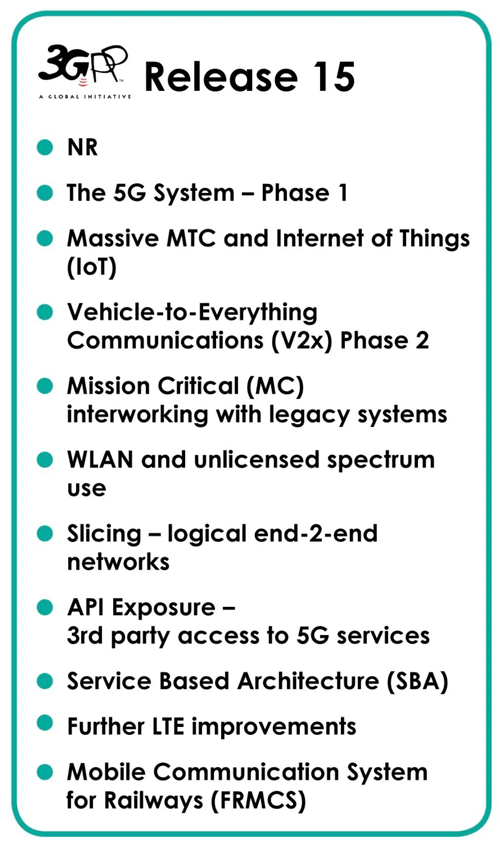 3GPP Release 15
A GLOBAL INITIATIVE
NR
The 5G System – Phase 1
Massive MTC and Internet of Things
(IoT)
Vehicle-to-Everything
Communications (V2x) Phase 2
Mission Critical (MC)
interworking with legacy systems
WLAN and unlicensed spectrum
use
Slicing – logical end-2-end
networks
API Exposure –
3rd party access to 5G services
Service Based Architecture (SBA)
Further LTE improvements
Mobile Communication System
for Railways (FRMCS)